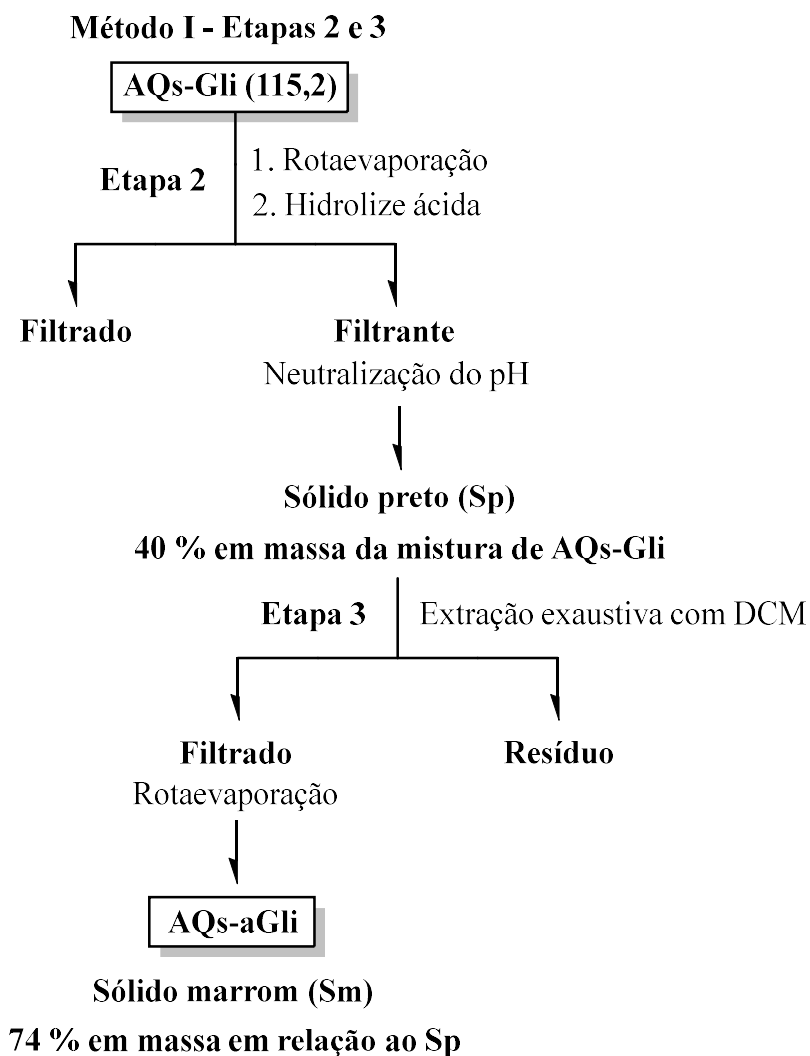 Método I - Etapas 2 e 3
AQs-Gli (115,2)
Etapa 2
1. Rotaevaporação
2. Hidrolize ácida
Filtrado
Filtrante
Neutralização do pH
Sólido preto (Sp)
40 % em massa da mistura de AQs-Gli
Etapa 3
Extração exaustiva com DCM
Filtrado
Resíduo
Rotaevaporação
AQs-aGli
Sólido marrom (Sm)
74 % em massa em relação ao Sp